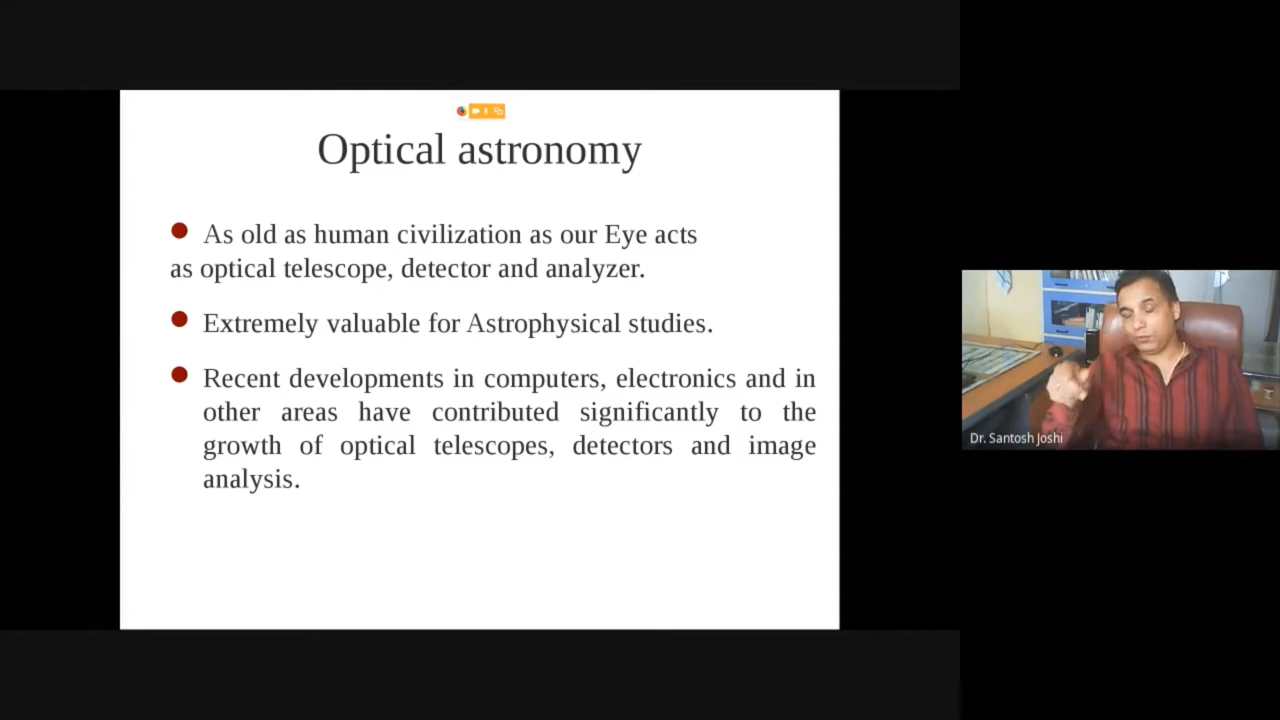 Optical astronomy
As old as human civilization as our Eye acts
as optical telescope, detector and analyzer.
Extremely valuable for Astrophysical studies.
Recent developments in computers, electronics and in
other areas have contributed significantly to the
growth of optical telescopes, detectors and image
analysis.
Dr. Santosh Joshi